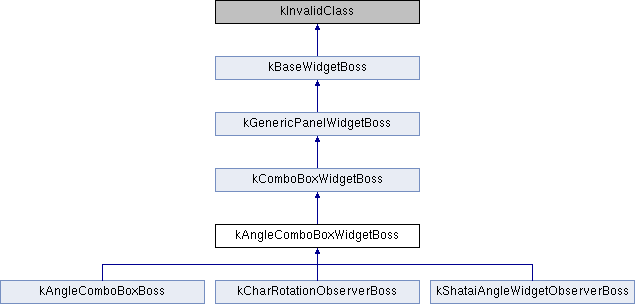 kInvalidClass
kBaseWidgetBoss
kGenericPanelWidgetBoss
kComboBoxWidgetBoss
kAngleComboBoxWidgetBoss
kAngleComboBoxBoss
kCharRotationObserverBoss
kShataiAngleWidgetObserverBoss